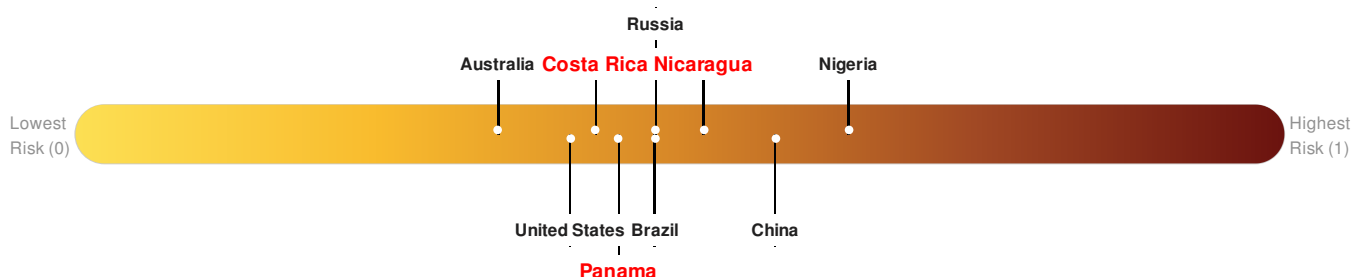 Russia
Australia Costa Rica Nicaragua Nigeria
Lowest
Risk (0)
Highest
Risk (1)
United States Brazil China
Panama